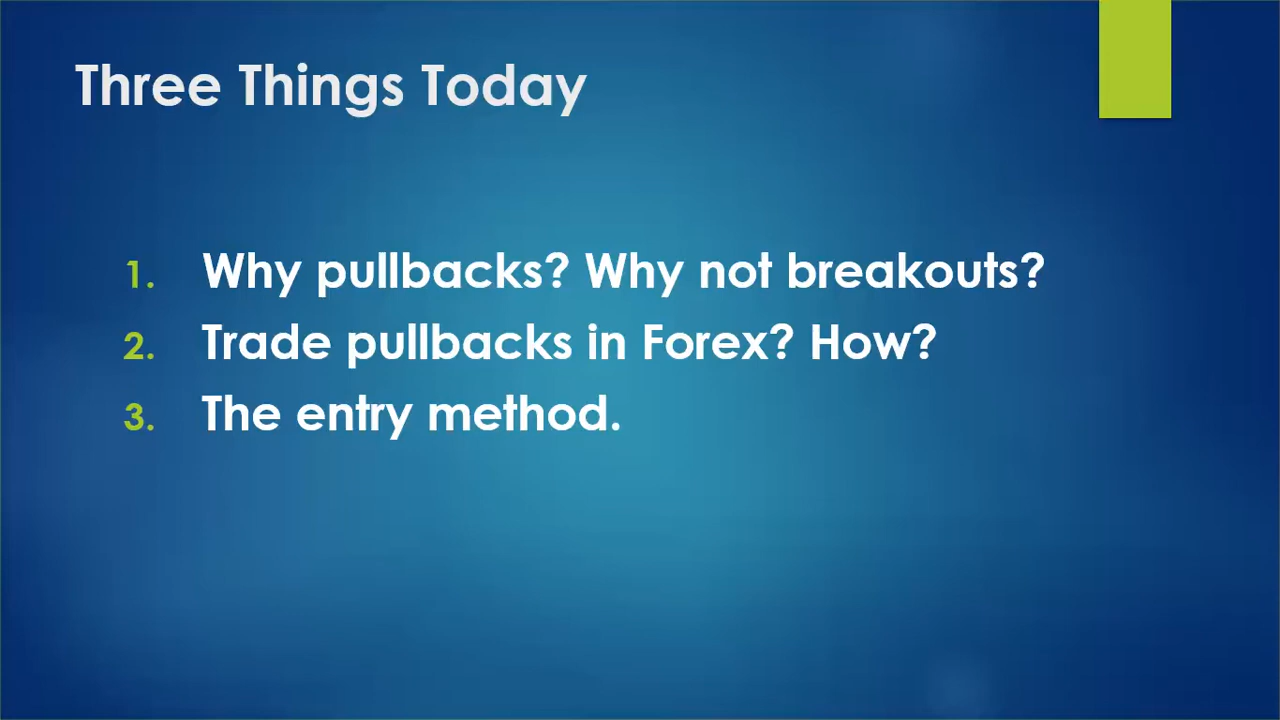 Three Things Today
1. Why pullbacks? Why not breakouts?
2. Trade pullbacks in Forex? How?
3. The entry method.